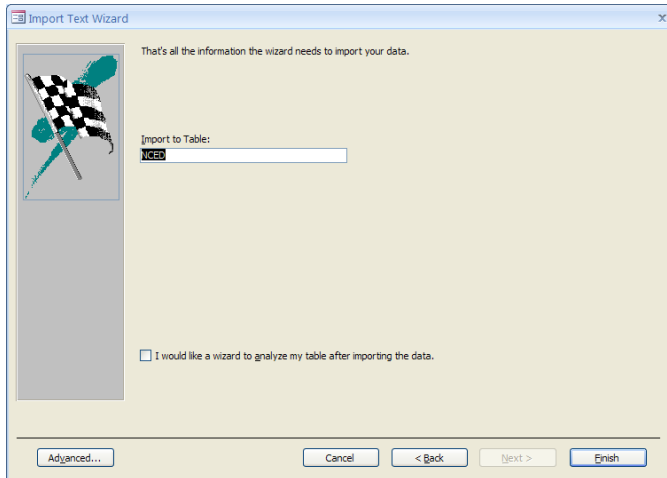 Import Text Wizard
x
That's all the information the wizard needs to import your data.
Import to Table:
NCED
I would like a wizard to analyze my table after importing the data.
Advanced... Cancel < Back Next > Finish